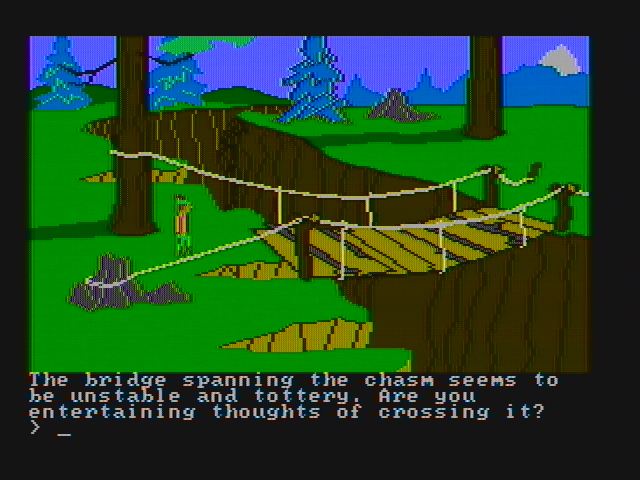 The bridge spanning the chasm seems to
be unstable and tottery. Are you
entertaining thoughts of crossing it?
> _